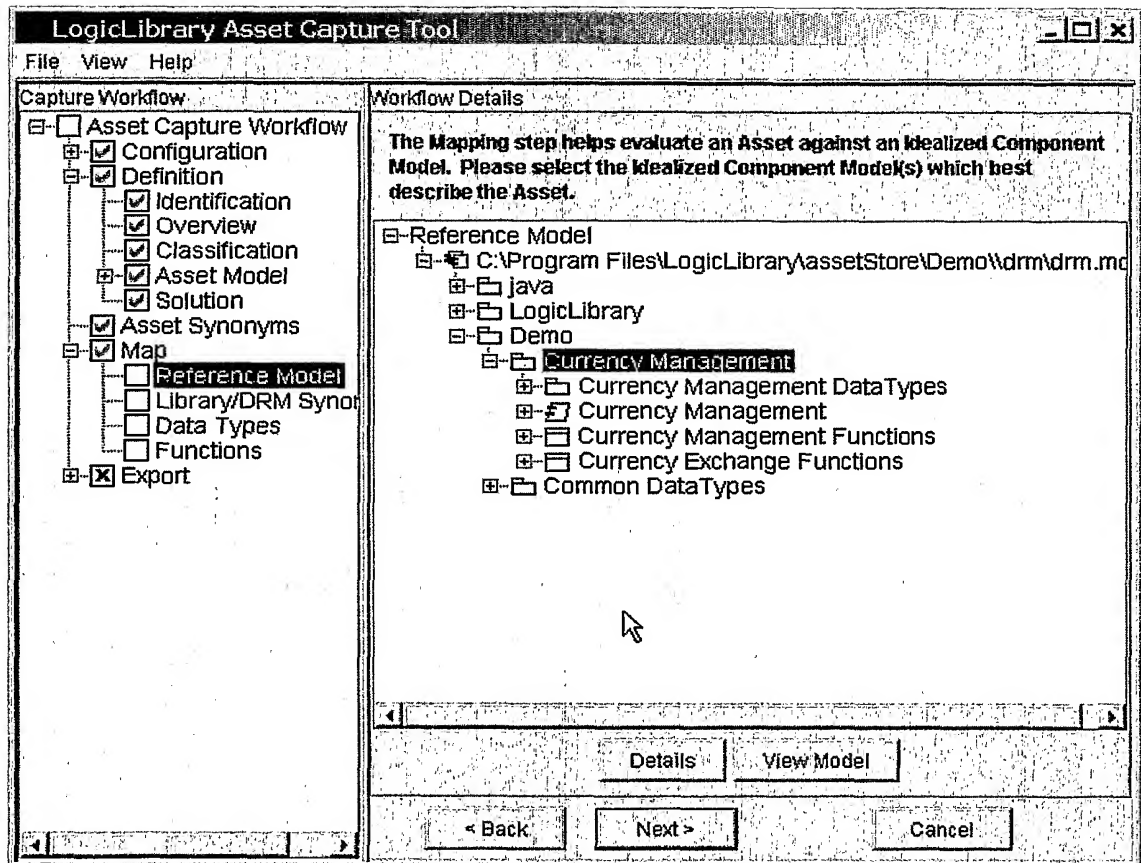 LogicLibrary Asset Capture Tool
File View Help
Capture Workflow
Asset Capture Workflow
Configuration
Definition
Identification
Overview
Classification
Asset Model
Solution
Asset Synonyms
Map
Reference Model
Library/DRM Synor
Data Types
Functions
Export
Workflow Details
The Mapping step helps evaluate an Asset against an Idealized Component
Model. Please select the Idealized Component Model(s) which best
describe the Asset.
Reference Model
C:\Program Files\LogicLibrary\assetStore\Demo\\drm\drm.md
java
LogicLibrary
Demo
Currency Management
Currency Management DataTypes
Currency Management
Currency Management Functions
Currency Exchange Functions
Common DataTypes
Details View Model
< Back Next > Cancel